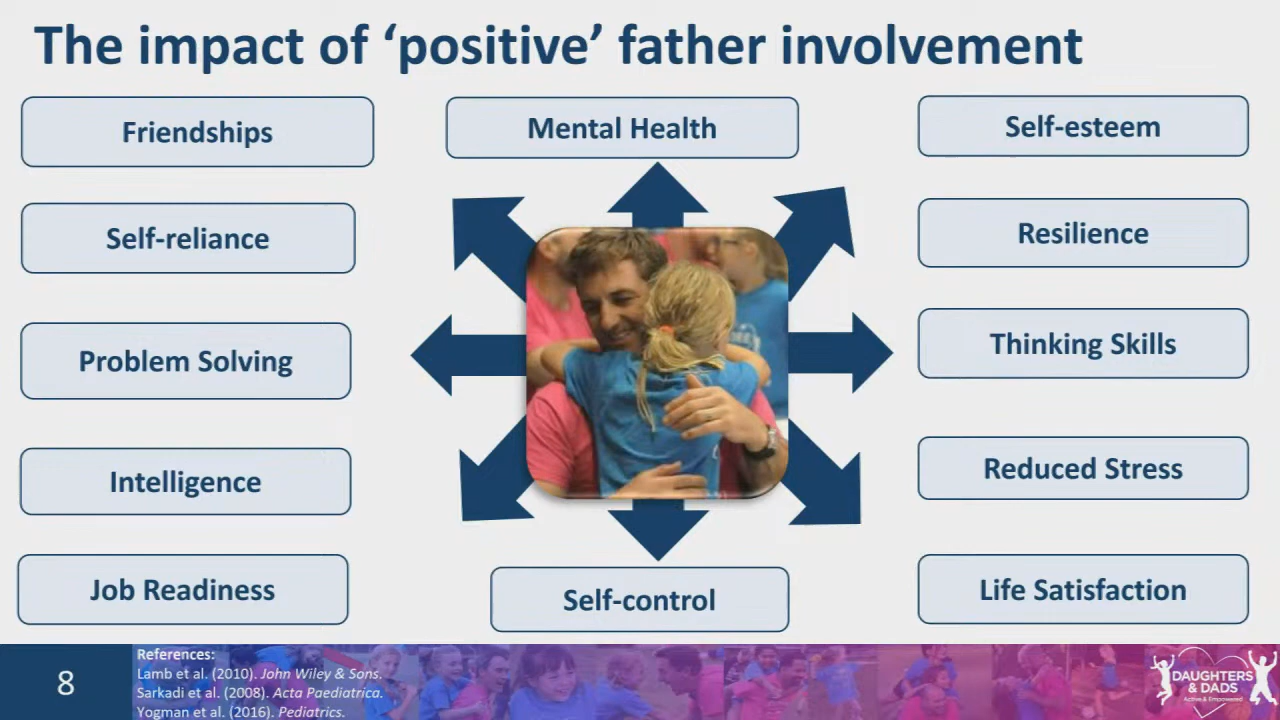 The impact of ‘positive’ father involvement
Friendships
Mental Health
Self-esteem
Self-reliance
Resilience
Problem Solving
Thinking Skills
Intelligence
Reduced Stress
Job Readiness
Self-control
Life Satisfaction
8
References:
Lamb et al. (2010). John Wiley & Sons.
Sarkadi et al. (2008). Acta Paediatrica.
Yogman et al. (2016). Pediatrics.
DAUGHTERS
& DADS
Active & Empowered